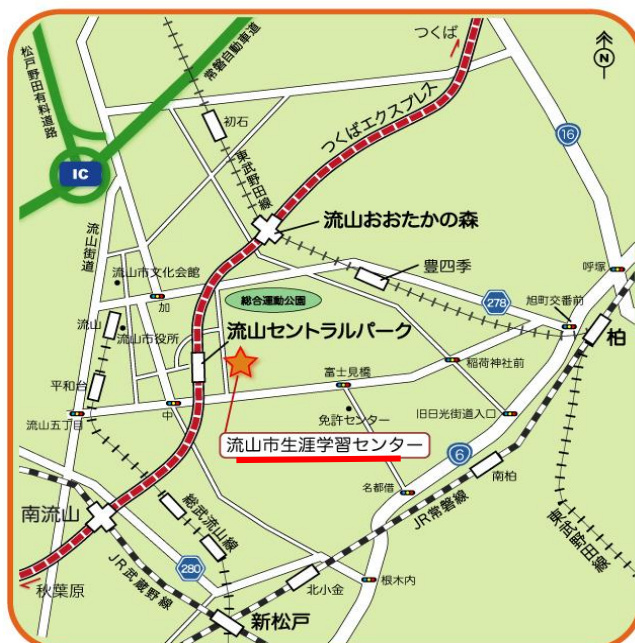 つくば
N
松戸野田有料道路
常磐自動車道
初石
つくばエクスプレス
16
IC
東武野田線
流山おおたかの森
流山街道
流山市文化会館
豊四季
呼塚
総合運動公園
加
278
旭町交番前
流山
流山市役所
流山セントラルパーク
柏
平和台
富士見橋
稲荷神社前
流山五丁目
中
免許センター
旧日光街道入口
流山市生涯学習センター
6
南柏
名都借
南流山
総武流山線
JR常磐線
東武野田線
JR武蔵野線
280
秋葉原
北小金
根木内
新松戸